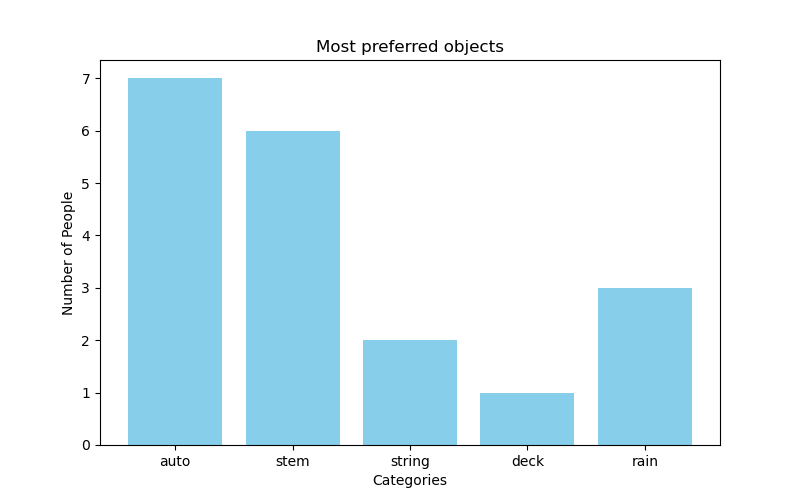 Most preferred objects
Number of People
7
6
5
4
3
2
1
0
auto stem string deck rain
Categories